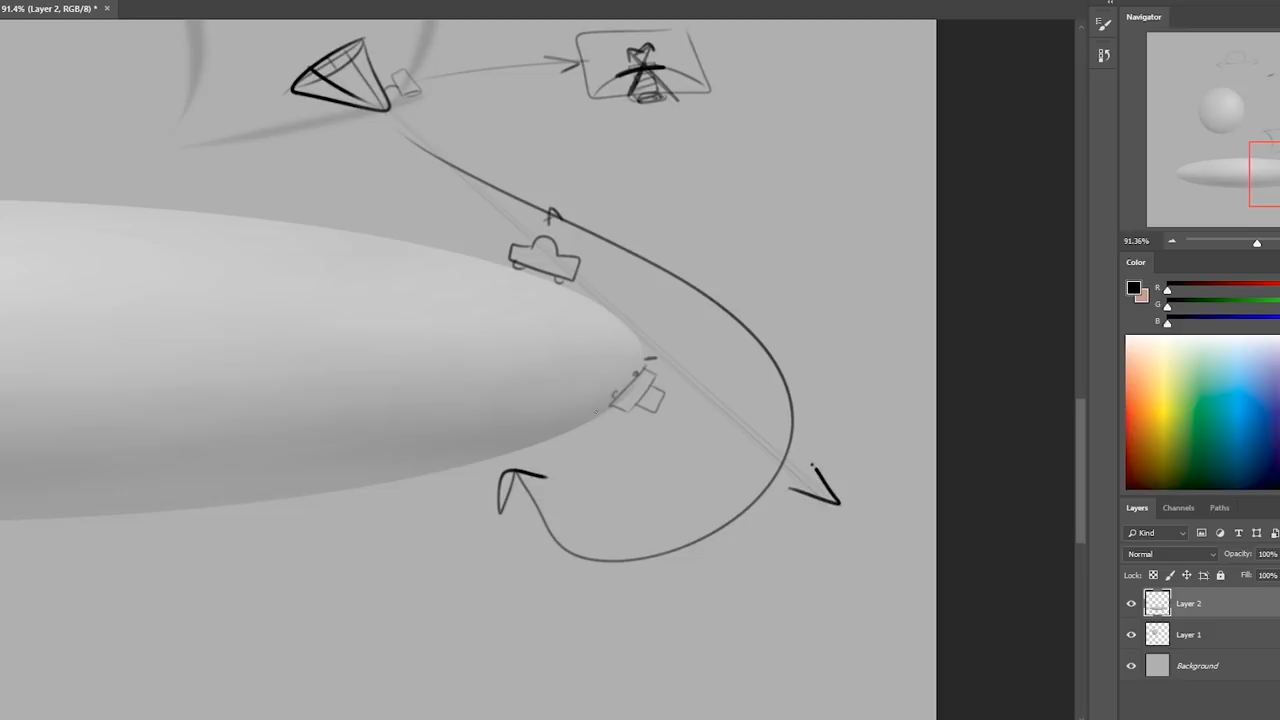 91.4% (Layer 2, RGB/8) *
Navigator
91.36%
Color
R
G
B
Layers Channels Paths
Kind
Normal Opacity: 100%
Lock: Fill: 100%
Layer 2
Layer 1
Background